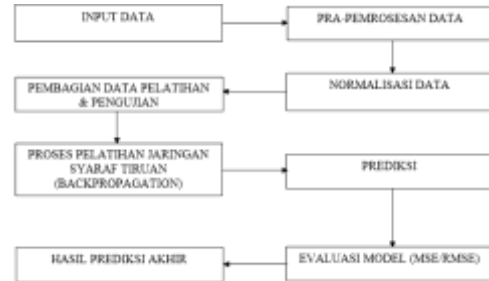 INPUT DATA
PRA-PEMROSESAN DATA
NORMALISASI DATA
PEMBAGIAN DATA PELATIHAN
& PENGUJIAN
PROSES PELATIHAN JARINGAN
SYARAF TIRUAN
(BACKPROPAGATION)
PREDIKSI
EVALUASI MODEL (MSE/RMSE)
HASIL PREDIKSI AKHIR